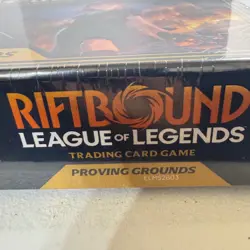 RIFTBOUND
LEAGUE OF LEGENDS
TRADING CARD GAME
PROVING GROUNDS